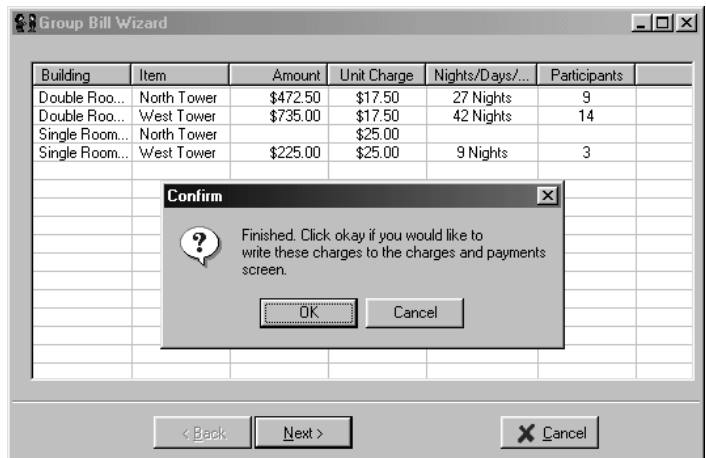 Group Bill Wizard
Building Item Amount Unit Charge Nights/Days/... Participants
Double Roo... North Tower $472.50 $17.50 27 Nights 9
Double Roo... West Tower $735.00 $17.50 42 Nights 14
Single Room... North Tower $25.00
Single Room... West Tower $225.00 $25.00 9 Nights 3
Confirm
?
Finished. Click okay if you would like to
write these charges to the charges and payments
screen.
OK Cancel
< Back Next > Cancel